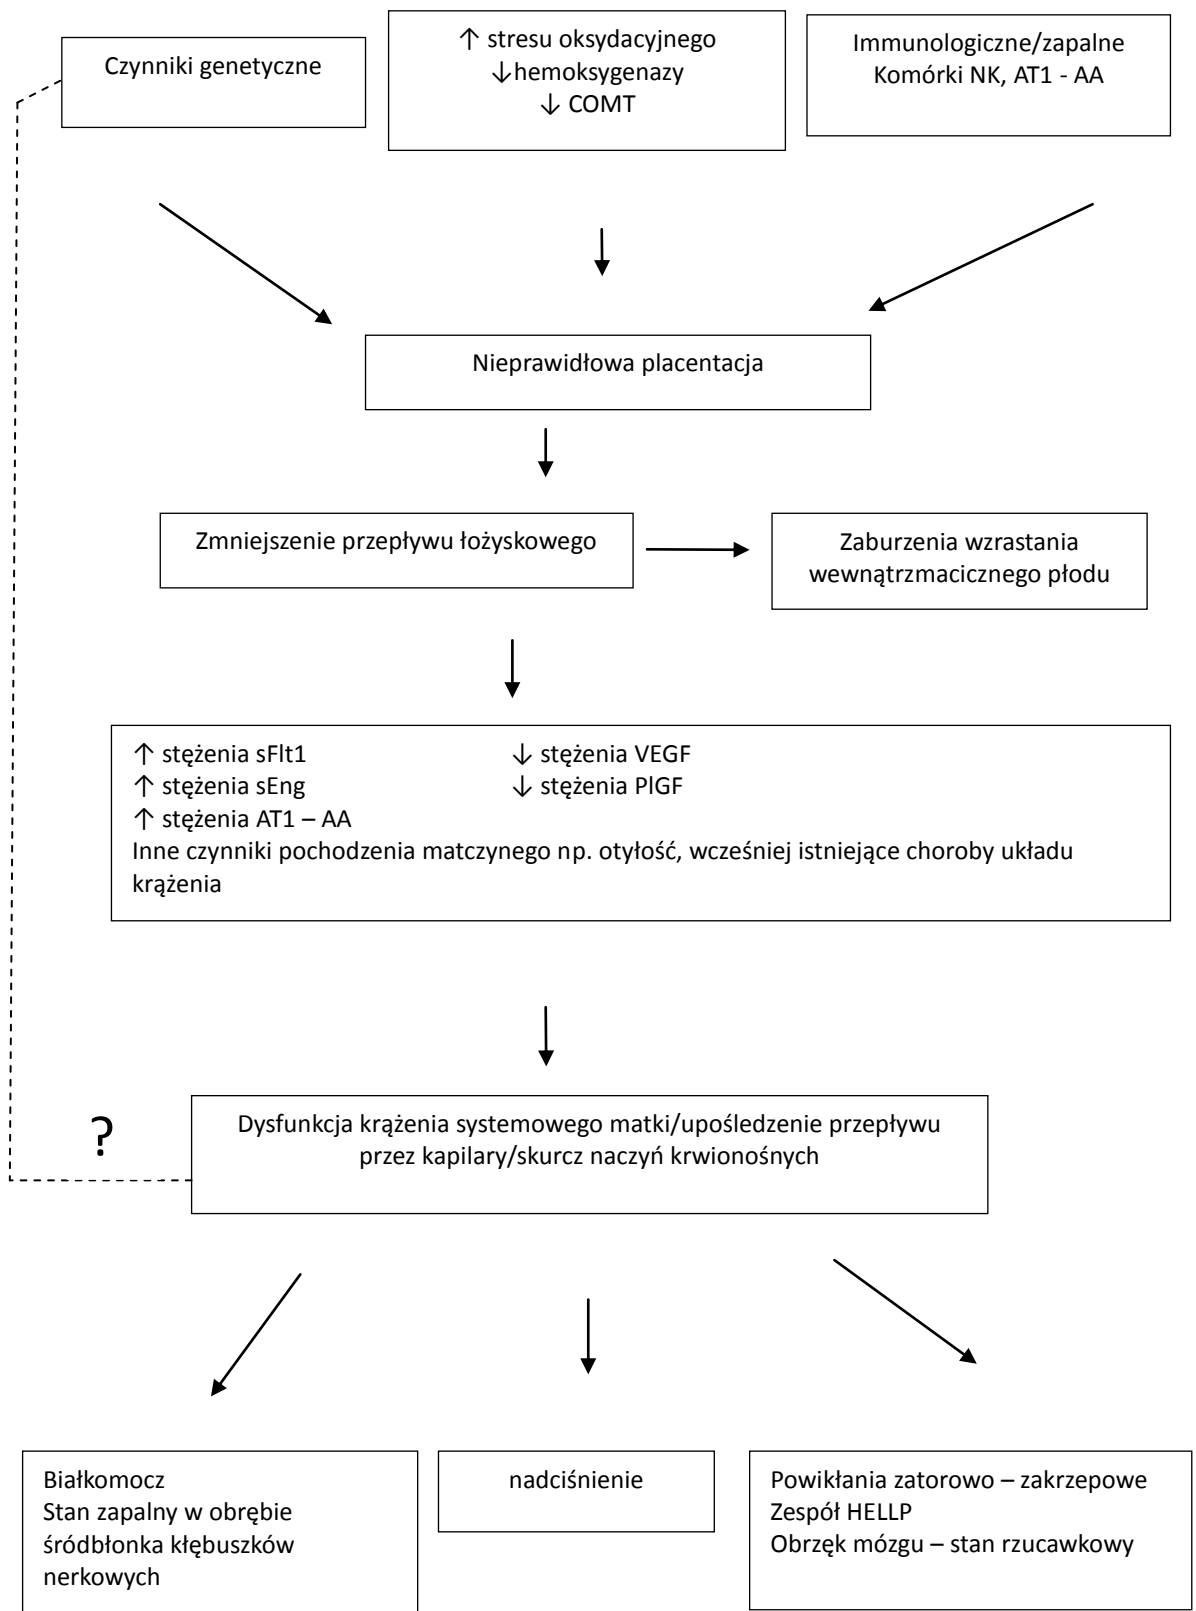 Czynniki genetyczne
↑ stresu oksydacyjnego
↓hemoksygenazy
↓ COMT
Immunologiczne/zapalne
Komórki NK, AT1 - AA
Nieprawidłowa placentacja
Zmniejszenie przepływu łożyskowego
Zaburzenia wzrastania
wewnątrzmacicznego płodu
↑ stężenia sFlt1 ↓ stężenia VEGF
↑ stężenia sEng ↓ stężenia PlGF
↑ stężenia AT1 – AA
Inne czynniki pochodzenia matczynego np. otyłość, wcześniej istniejące choroby układu
krążenia
?
Dysfunkcja krążenia systemowego matki/upośledzenie przepływu
przez kapilary/skurcz naczyń krwionośnych
Białkomocz
Stan zapalny w obrębie
śródbłonka kłębuszków
nerkowych
nadciśnienie
Powikłania zatorowo – zakrzepowe
Zespół HELLP
Obrzęk mózgu – stan rzucawkowy